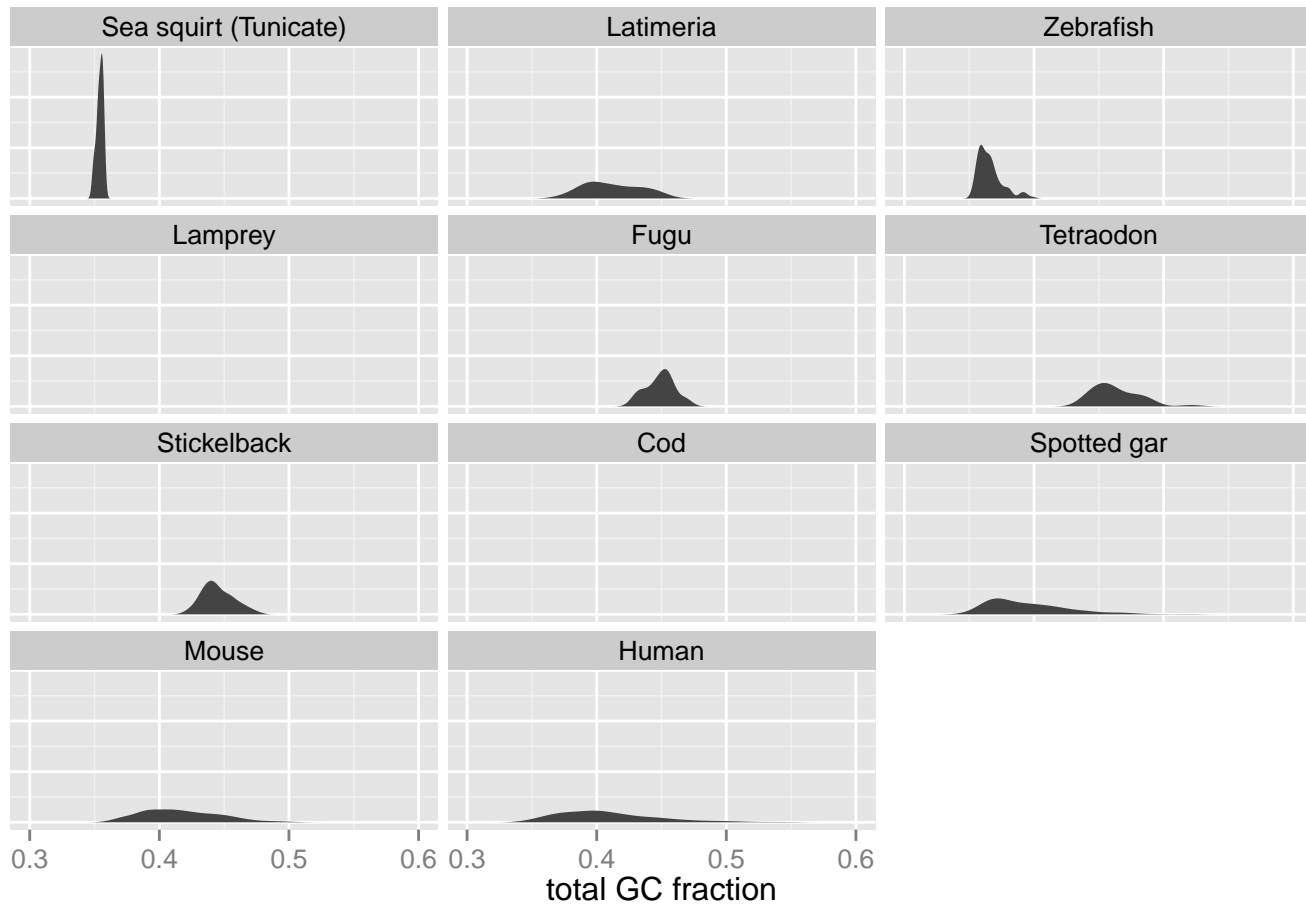 Sea squirt (Tunicate) Latimeria Zebrafish
Lamprey Fugu Tetraodon
Stickelback Cod Spotted gar
Mouse Human
0.3 0.4 0.5 0.6 0.3 0.4 0.5 0.6
total GC fraction